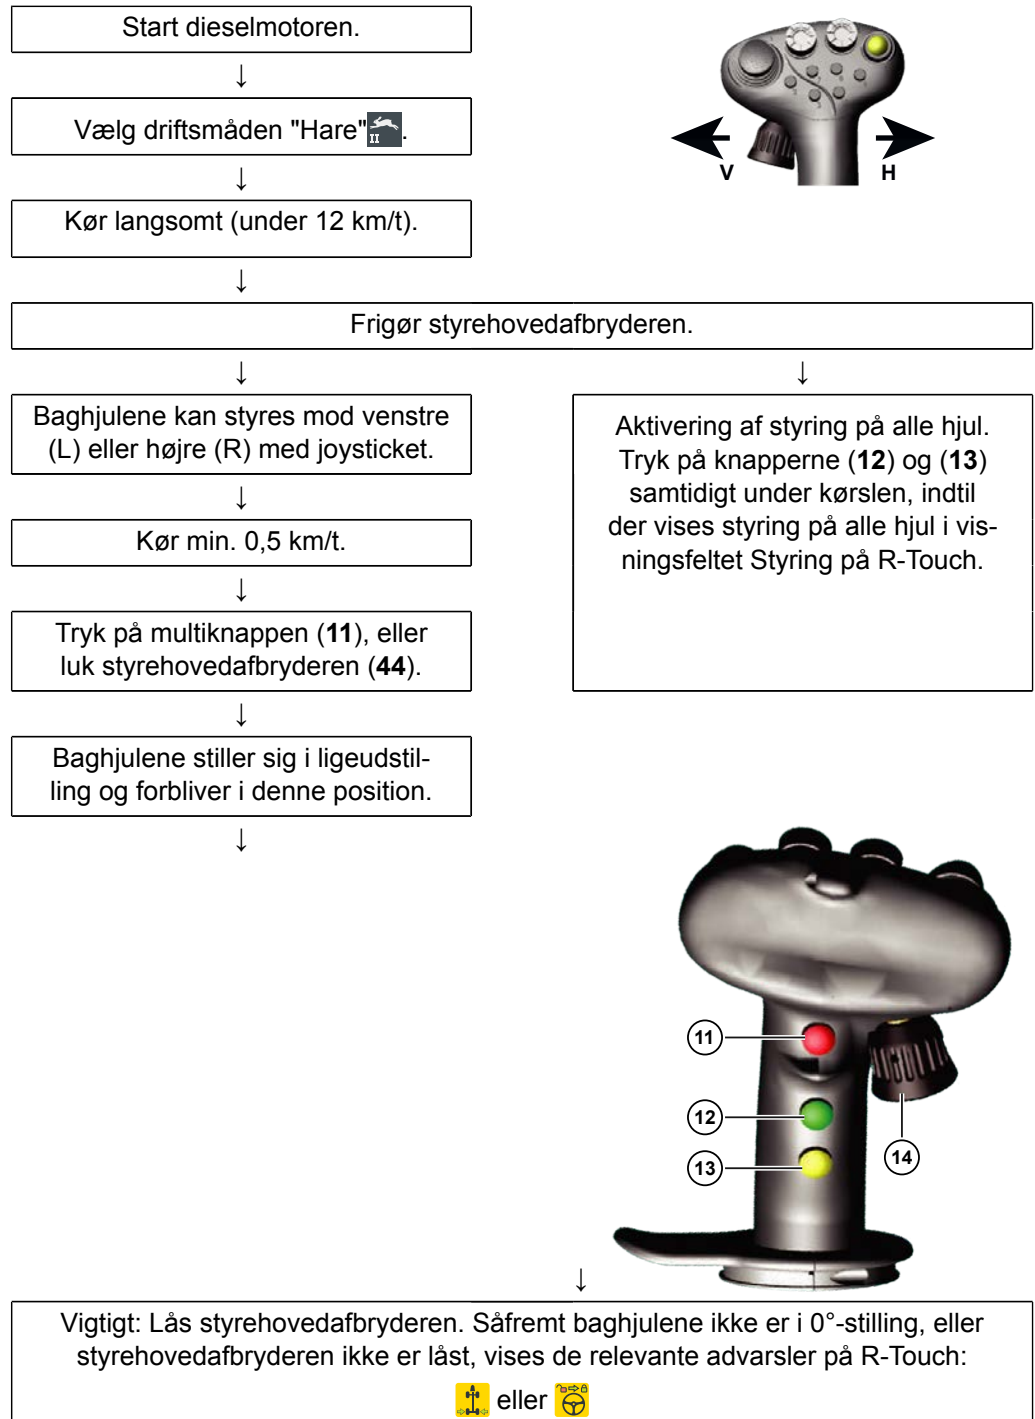 Start dieselmotoren.
↓
Vælg driftsmåden "Hare" II.
↓
Kør langsomt (under 12 km/t).
V
H
↓
Frigør styrehovedafbryderen.
↓
Baghjulene kan styres mod venstre
(L) eller højre (R) med joysticket.
↓
Kør min. 0,5 km/t.
↓
Tryk på multiknappen (11), eller
luk styrehovedafbryderen (44).
↓
Baghjulene stiller sig i ligeudstil-
ling og forbliver i denne position.
↓
↓
Aktivering af styring på alle hjul.
Tryk på knapperne (12) og (13)
samtidigt under kørslen, indtil
der vises styring på alle hjul i vis-
ningsfeltet Styring på R-Touch.
11
12
13
14
↓
Vigtigt: Lås styrehovedafbryderen. Såfremt baghjulene ikke er i 0°-stilling, eller
styrehovedafbryderen ikke er låst, vises de relevante advarsler på R-Touch:
eller